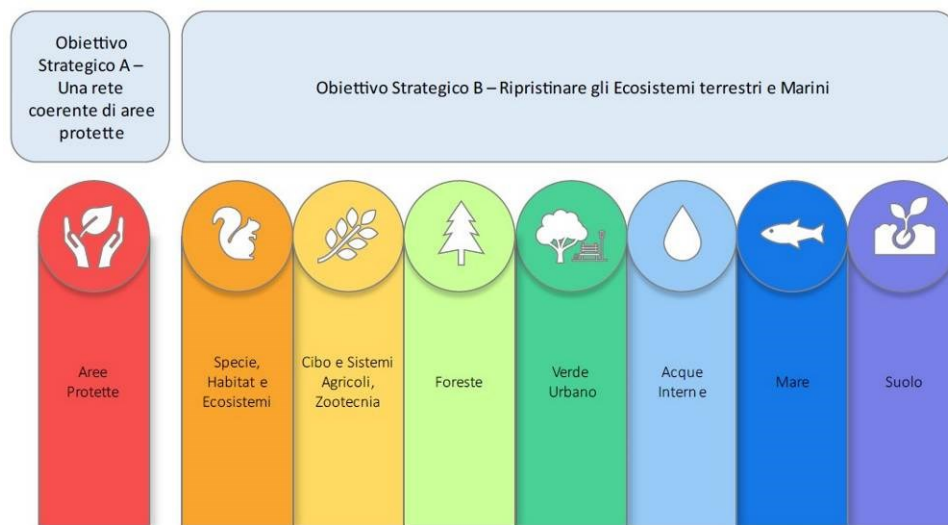 Obiettivo
Strategico A –
Una rete
coerente di aree
protette
Obiettivo Strategico B – Ripristinare gli Ecosistemi terrestri e Marini
Aree
Protette
Specie,
Habitat e
Ecosistemi
Cibo e Sistemi
Agricoli,
Zootecnia
Foreste
Verde
Urbano
Acque
Interne
Mare
Suolo